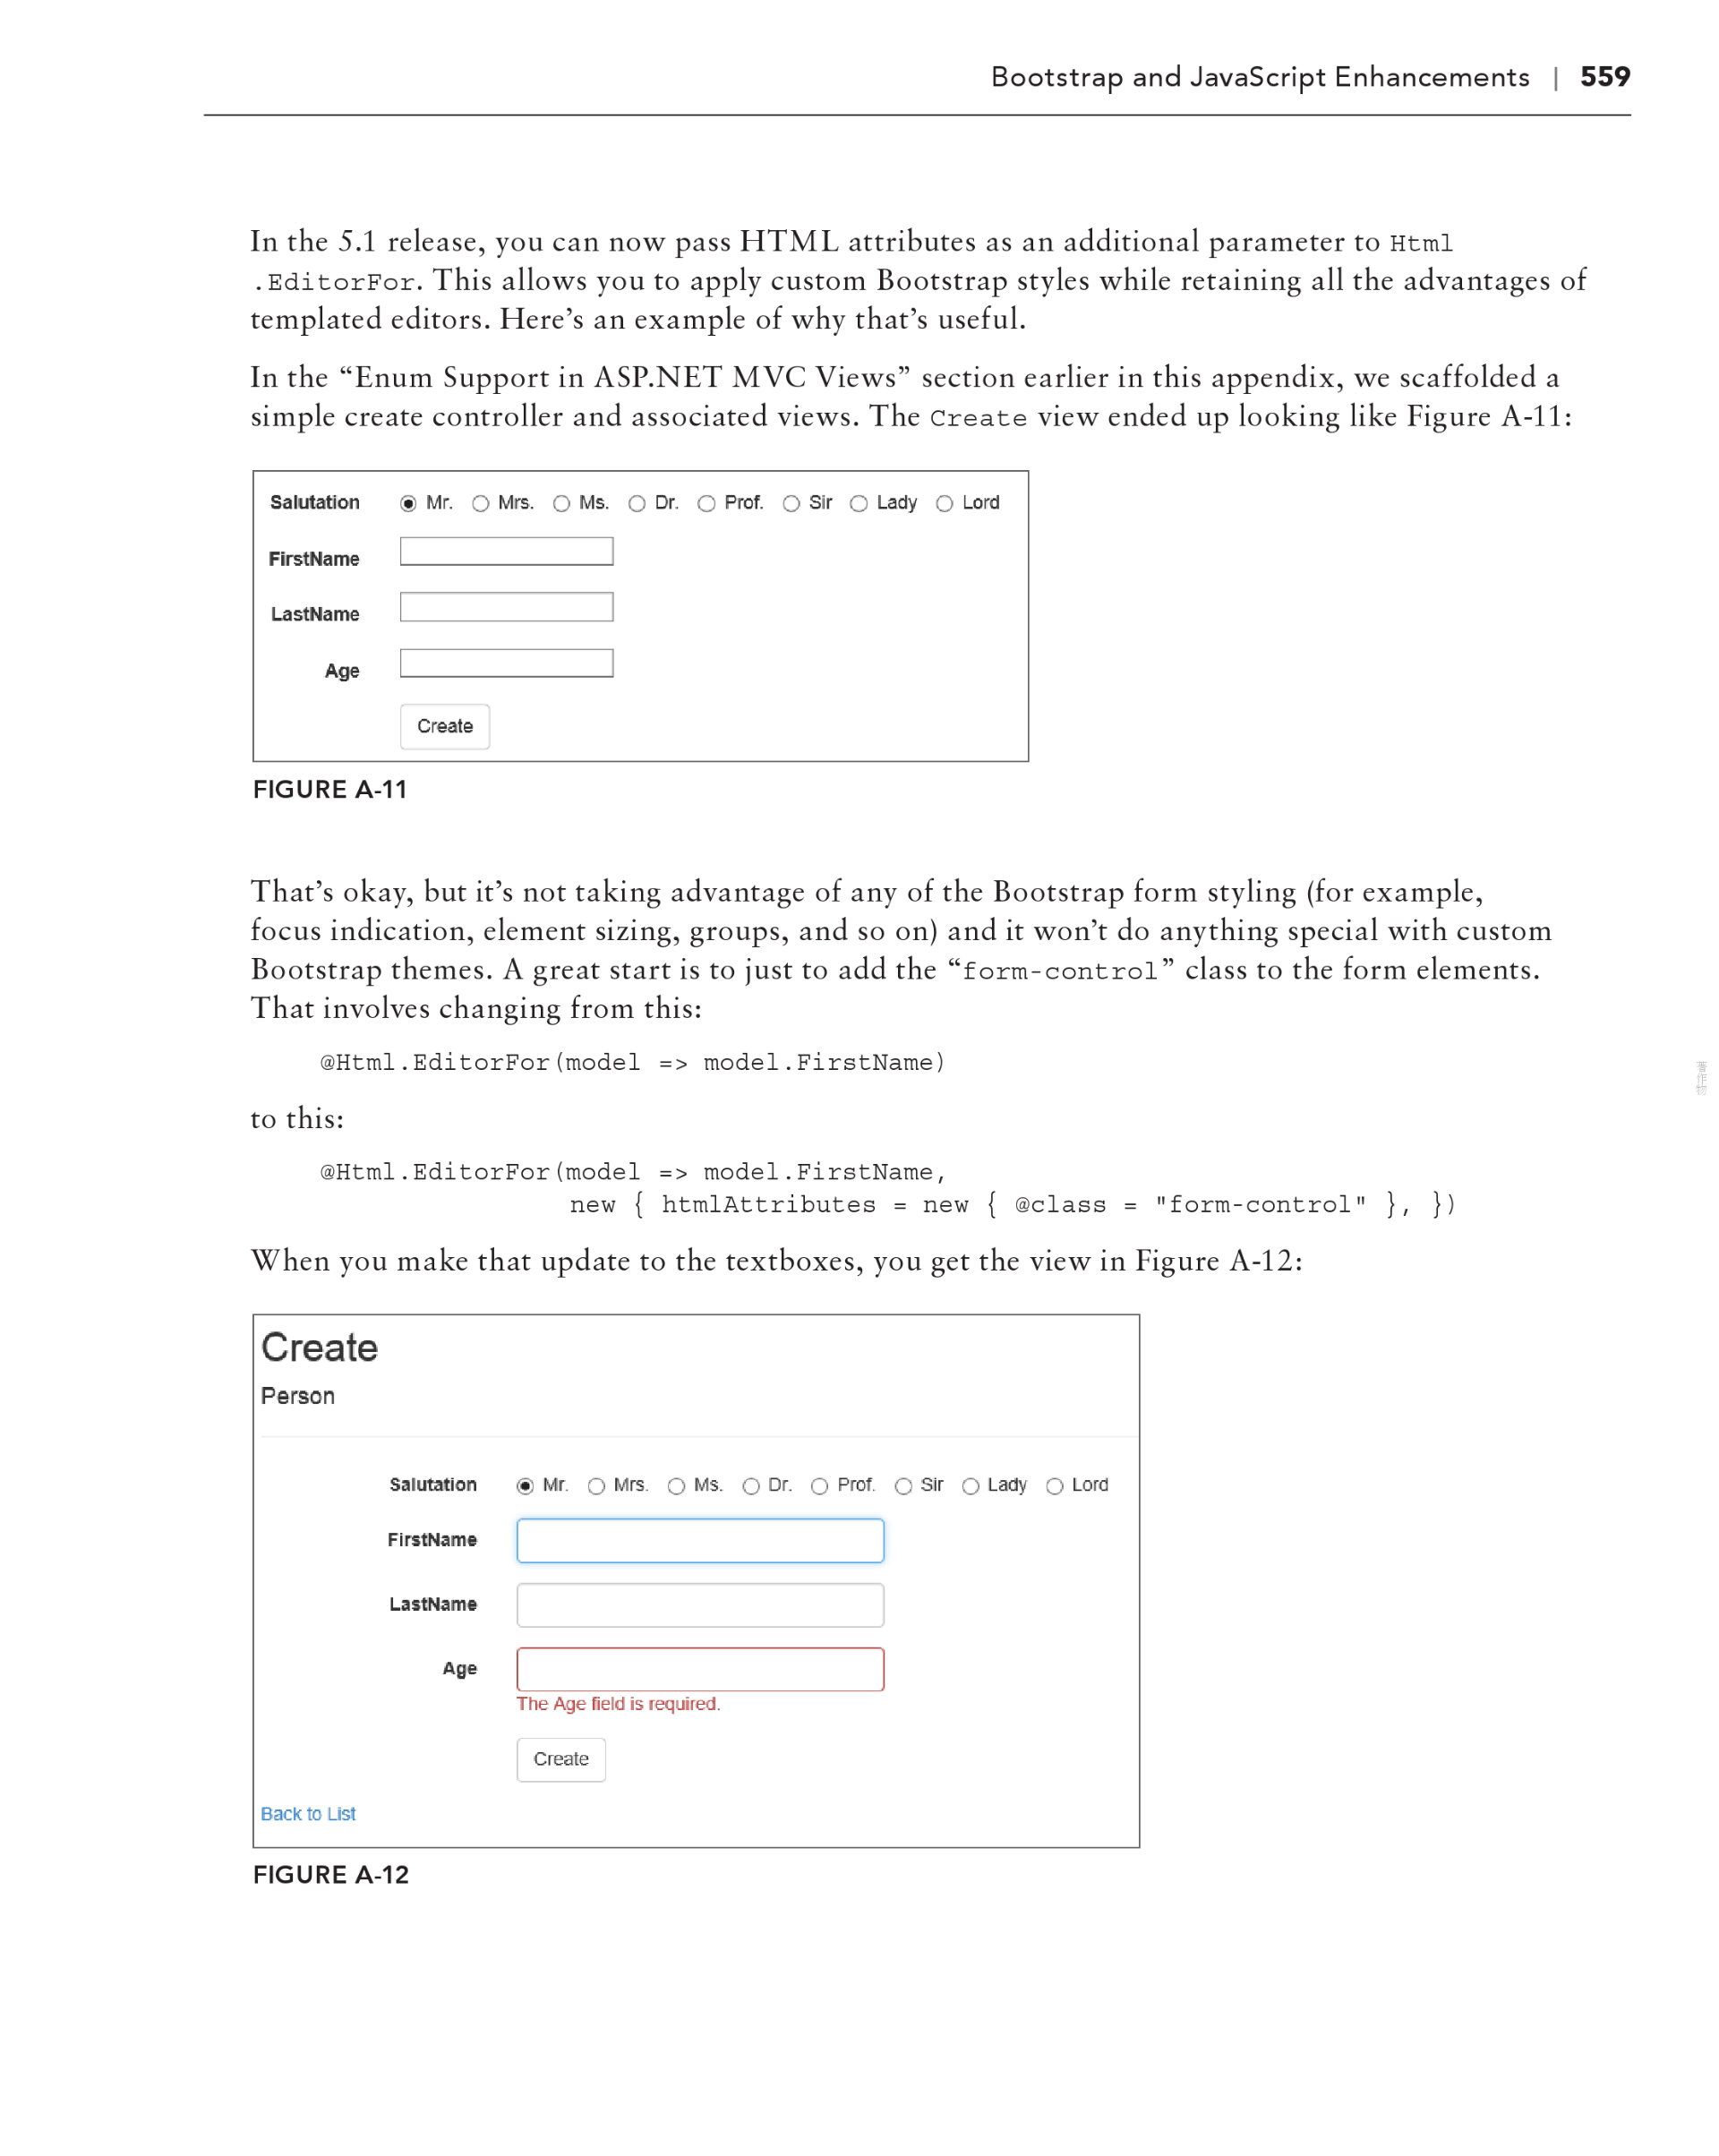 Bootstrap and JavaScript Enhancements | 559
In the 5.1 release, you can now pass HTML attributes as an additional parameter to Html
.EditorFor. This allows you to apply custom Bootstrap styles while retaining all the advantages of
templated editors. Here’s an example of why that’s useful.
In the “Enum Support in ASP.NET MVC Views” section earlier in this appendix, we scaffolded a
simple create controller and associated views. The Create view ended up looking like Figure A-11:
Salutation Mr. Mrs. Ms. Dr. Prof. Sir Lady Lord
FirstName
LastName
Age
Create
FIGURE A-11
That’s okay, but it’s not taking advantage of any of the Bootstrap form styling (for example,
focus indication, element sizing, groups, and so on) and it won’t do anything special with custom
Bootstrap themes. A great start is to just to add the “form-control” class to the form elements.
That involves changing from this:
@Html.EditorFor(model => model.FirstName)
to this:
@Html.EditorFor(model => model.FirstName,
new { htmlAttributes = new { @class = "form-control" }, })
When you make that update to the textboxes, you get the view in Figure A-12:
Create
Person
Salutation Mr. Mrs. Ms. Dr. Prof. Sir Lady Lord
FirstName
LastName
Age
The Age field is required.
Create
Back to List
FIGURE A-12
著作物